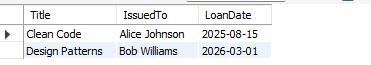 Title IssuedTo LoanDate
Clean Code Alice Johnson 2025-08-15
Design Patterns Bob Williams 2026-03-01